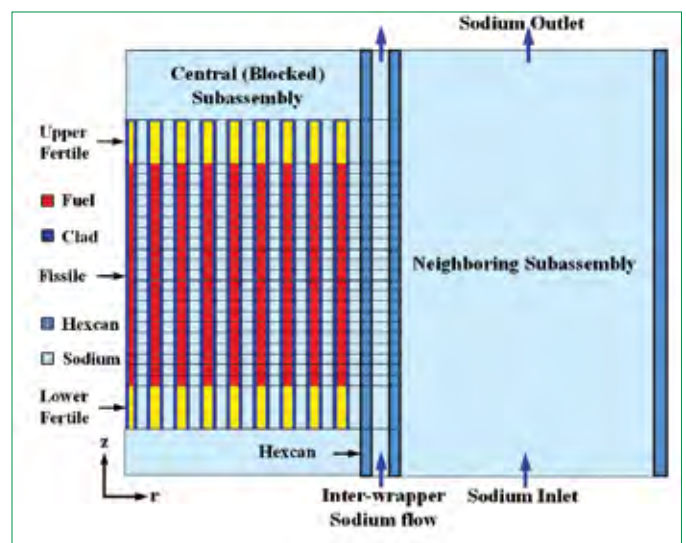 Sodium Outlet
Central (Blocked)
Subassembly
Upper
Fertile
Fuel
Clad
Fissile
Neighboring Subassembly
Hexcan
Sodium
Lower
Fertile
z
Hexcan
r
Inter-wrapper
Sodium flow
Sodium Inlet